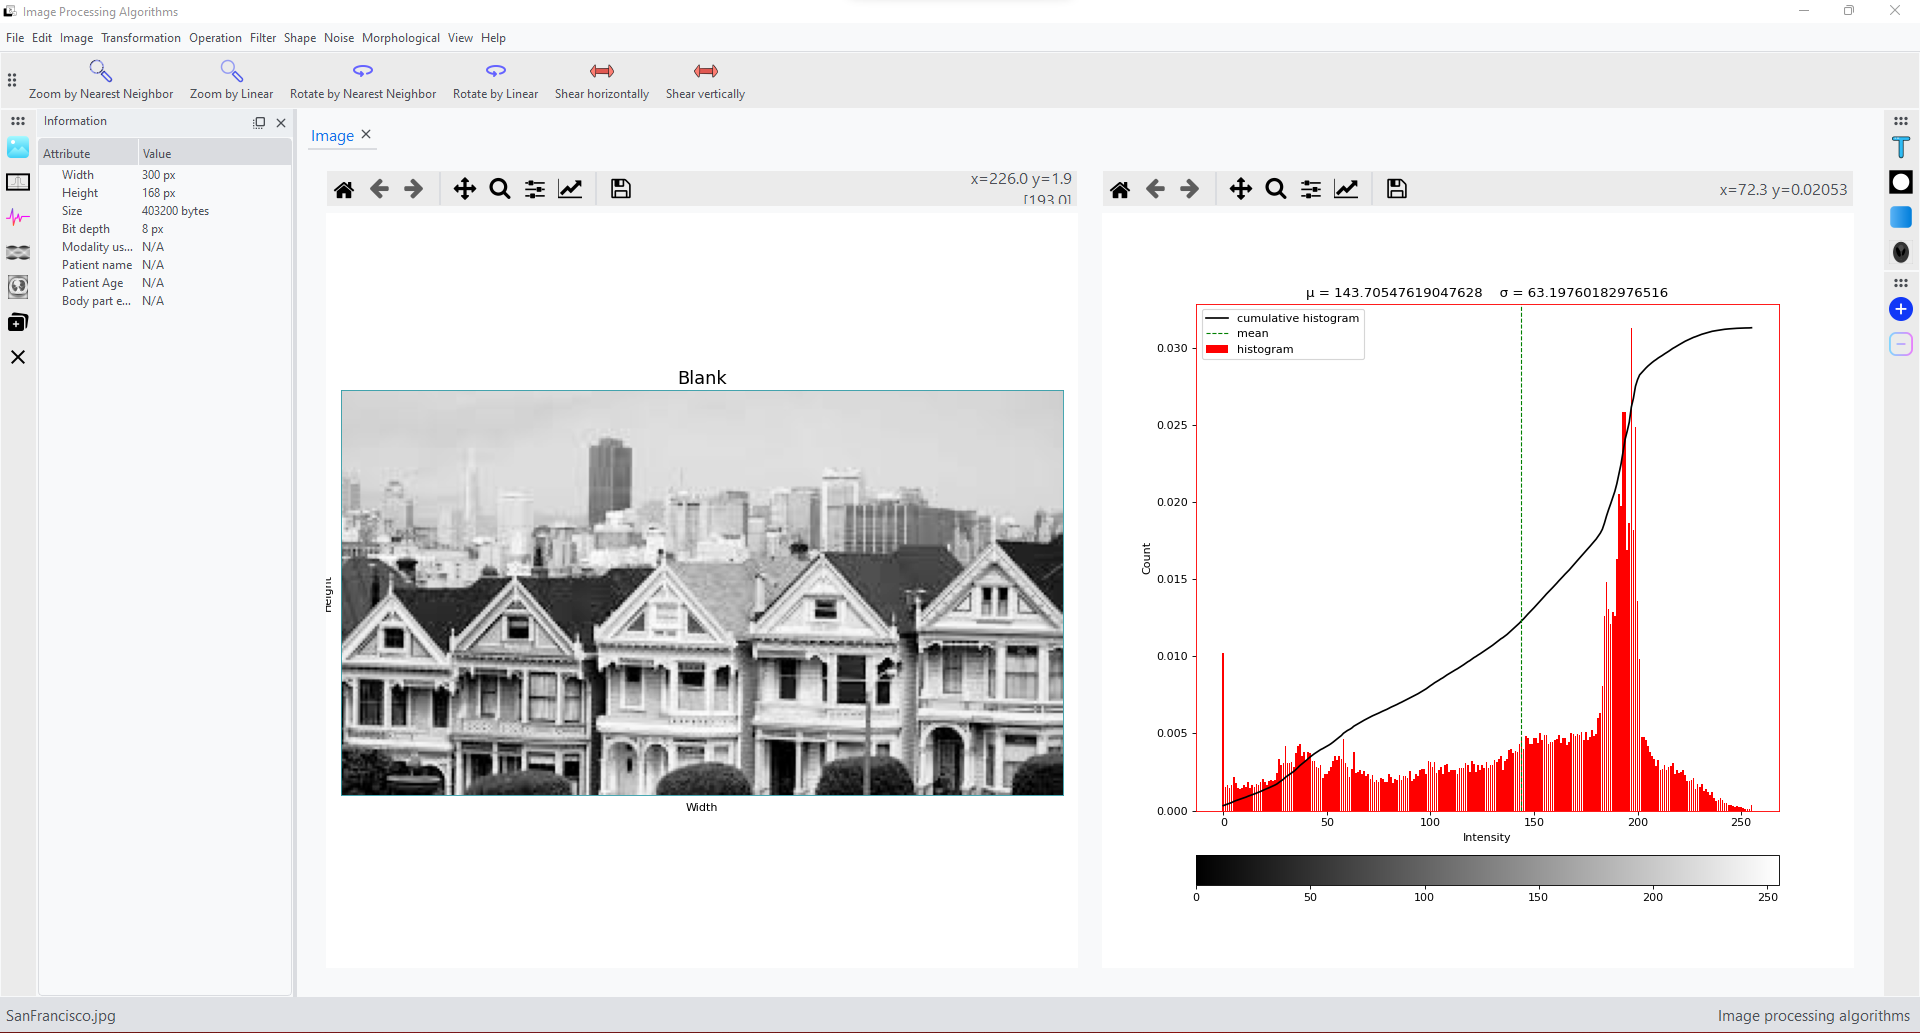 Image Processing Algorithms
File Edit Image Transformation Operation Filter Shape Noise Morphological View Help
Zoom by Nearest Neighbor Zoom by Linear Rotate by Nearest Neighbor Rotate by Linear Shear horizontally Shear vertically
Information
Attribute Value
Width 300 px
Height 168 px
Size 403200 bytes
Bit depth 8 px
Modality us... N/A
Patient name N/A
Patient Age N/A
Body part e... N/A
Image
x=226.0 y=1.9
[193.0]
Blank
Height
Width
x=72.3 y=0.02053
μ = 143.70547619047628 σ = 63.19760182976516
cumulative histogram
mean
histogram
0.030
0.025
0.020
0.015
0.010
0.005
0.000
Count
0 50 100 150 200 250
Intensity
0 50 100 150 200 250
SanFrancisco.jpg
Image processing algorithms